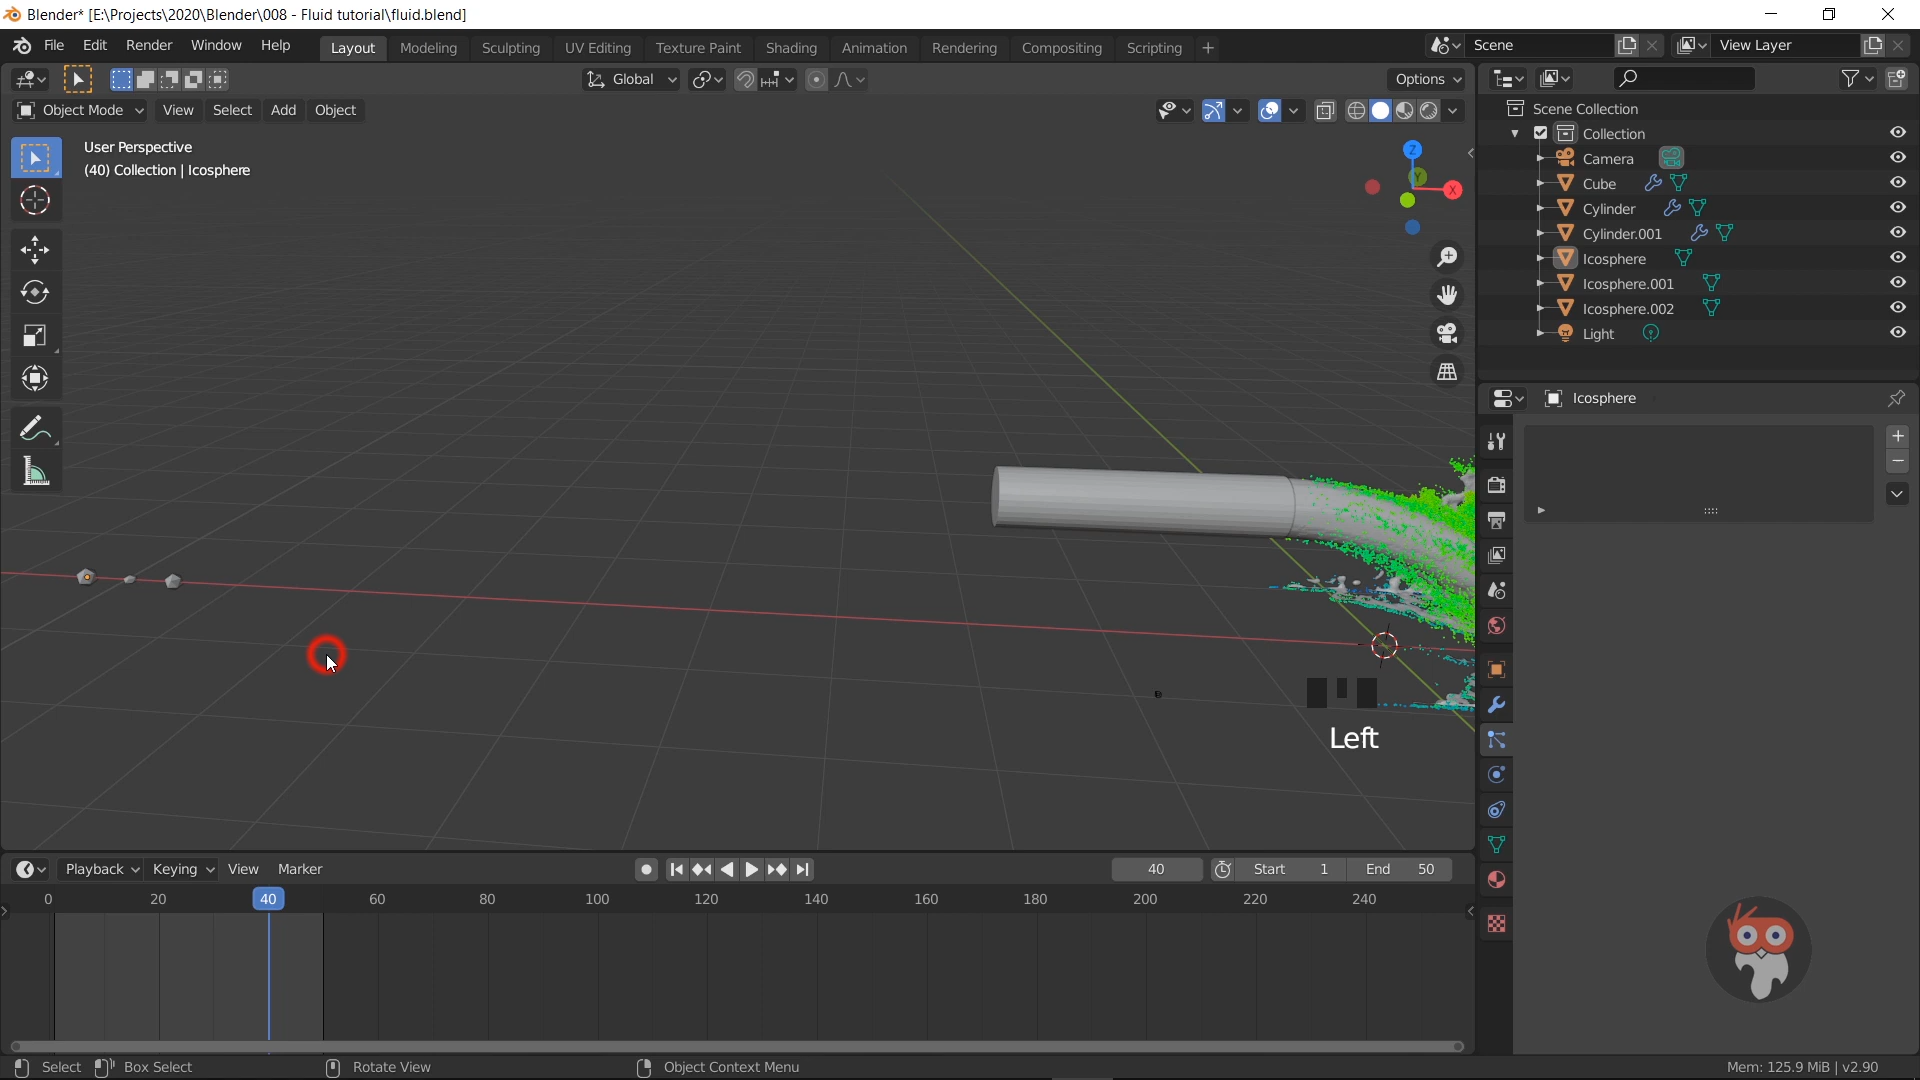 Blender* [E:\Projects\2020\Blender\008 - Fluid tutorial\fluid.blend]
File Edit Render Window Help
Layout Modeling Sculpting UV Editing Texture Paint Shading Animation Rendering Compositing Scripting +
Scene View Layer
Global
Options
Object Mode View Select Add Object
User Perspective
(40) Collection | Icosphere
Z
Y
X
Scene Collection
Collection
Camera
Cube
Cylinder
Cylinder.001
Icosphere
Icosphere.001
Icosphere.002
Light
Icosphere
Left
Playback Keying View Marker
40 Start 1 End 50
0 20 40 60 80 100 120 140 160 180 200 220 240
Select Box Select Rotate View Object Context Menu
Mem: 125.9 MiB | v2.90